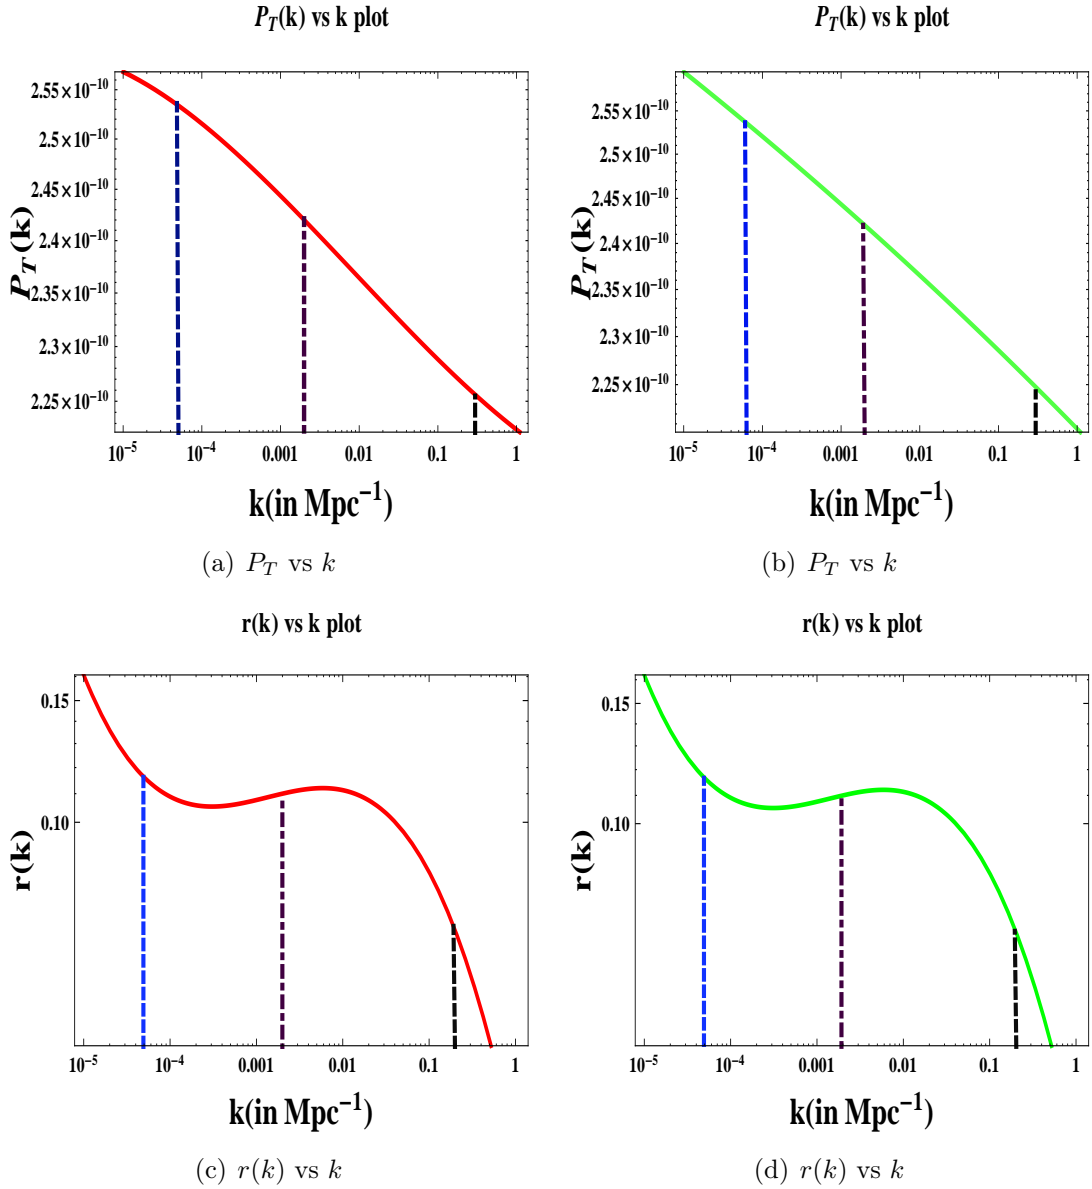 P_T(k) vs k plot
P_T(k) vs k plot
2.55×10⁻¹⁰
2.5×10⁻¹⁰
2.45×10⁻¹⁰
2.4×10⁻¹⁰
2.35×10⁻¹⁰
2.3×10⁻¹⁰
2.25×10⁻¹⁰
P_T(k)
10⁻⁵ 10⁻⁴ 0.001 0.01 0.1 1
k(in Mpc⁻¹)
(a) P_T vs k
2.55×10⁻¹⁰
2.5×10⁻¹⁰
2.45×10⁻¹⁰
2.4×10⁻¹⁰
2.35×10⁻¹⁰
2.3×10⁻¹⁰
2.25×10⁻¹⁰
P_T(k)
10⁻⁵ 10⁻⁴ 0.001 0.01 0.1 1
k(in Mpc⁻¹)
(b) P_T vs k
r(k) vs k plot
r(k) vs k plot
0.15
0.10
r(k)
10⁻⁵ 10⁻⁴ 0.001 0.01 0.1 1
k(in Mpc⁻¹)
(c) r(k) vs k
0.15
0.10
r(k)
10⁻⁵ 10⁻⁴ 0.001 0.01 0.1 1
k(in Mpc⁻¹)
(d) r(k) vs k